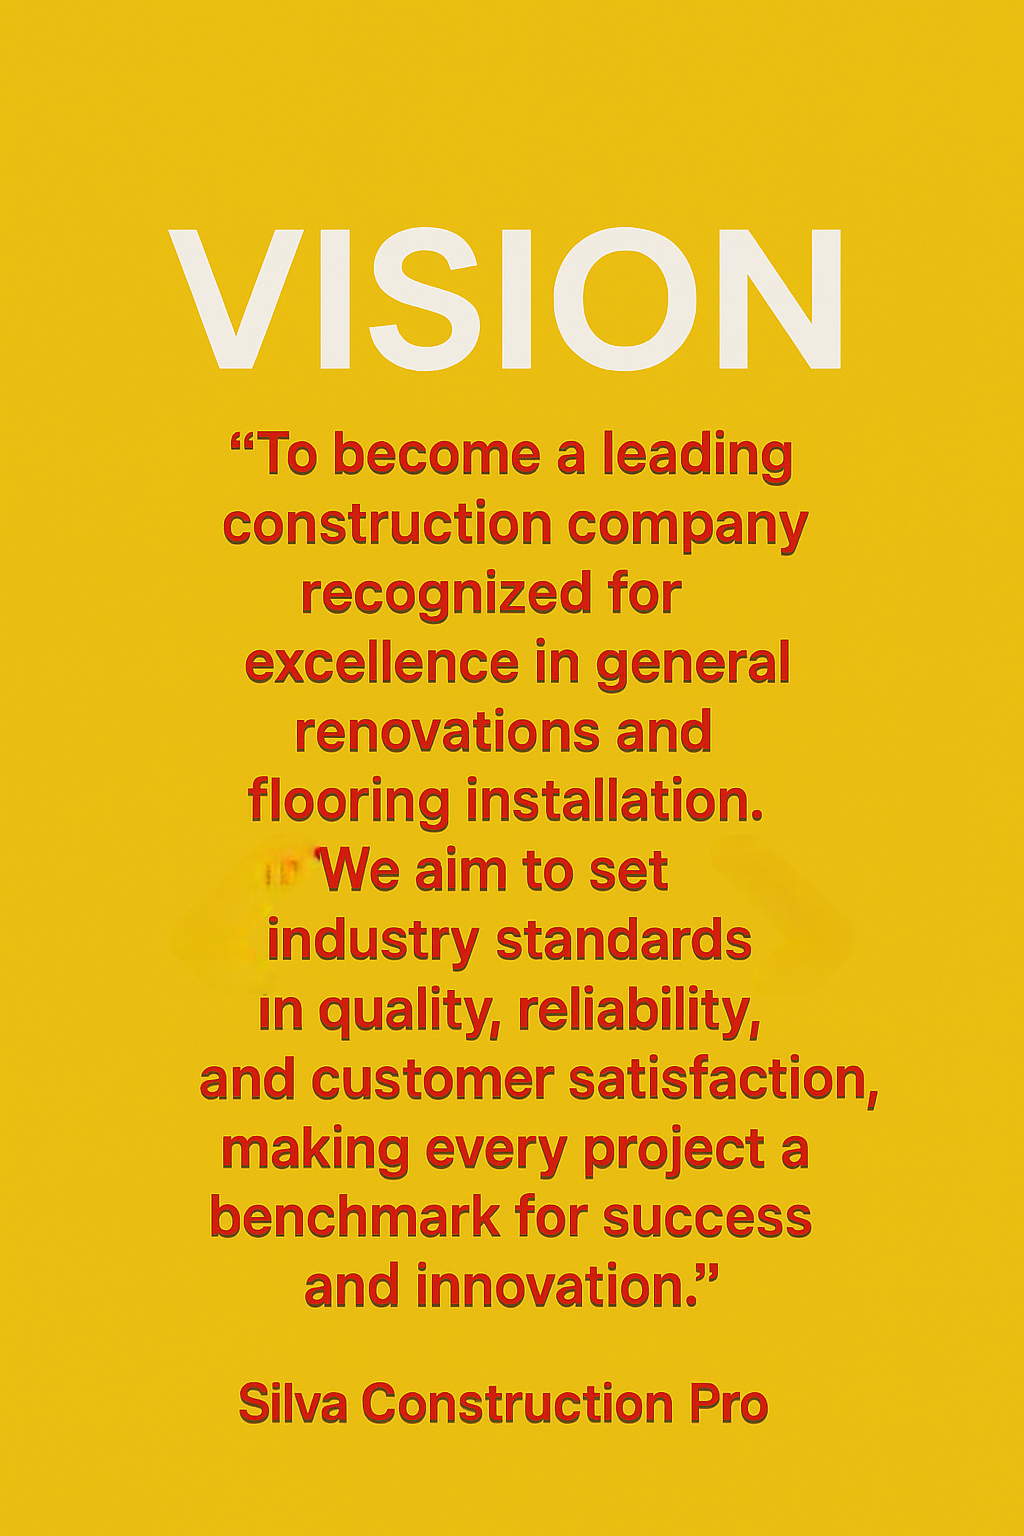 VISION
“To become a leading
construction company
recognized for
excellence in general
renovations and
flooring installation.
We aim to set
industry standards
ın quality, reliability,
and customer satisfaction,
making every project a
benchmark for success
and innovation.”
Silva Construction Pro